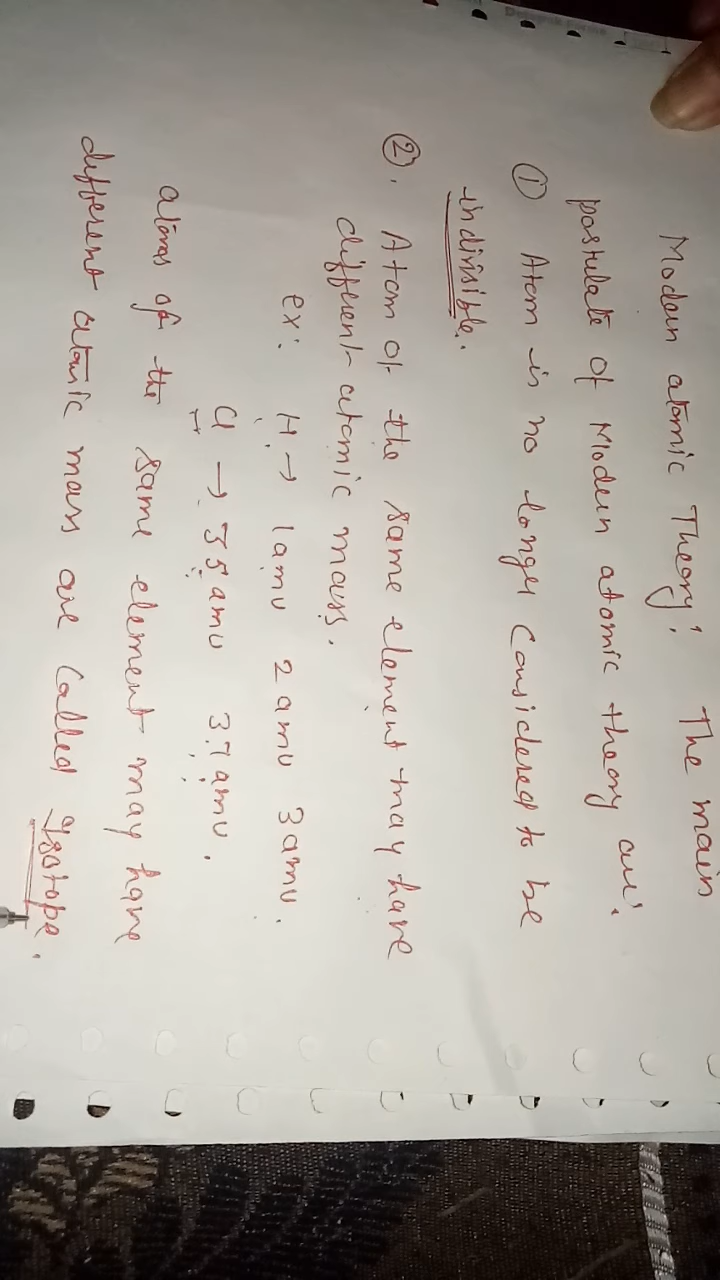 Modern atomic Theory: The main
postulate of Modern atomic theory are:
① Atom is no longer Considered to be
indivisible.
②. Atom of the same element may have
different atomic mass.
ex: H → 1amu 2 amu 3amu.
Cl → 35 amu 37 amu.
atoms of the same element may have
different atomic mass are Called Isotope.